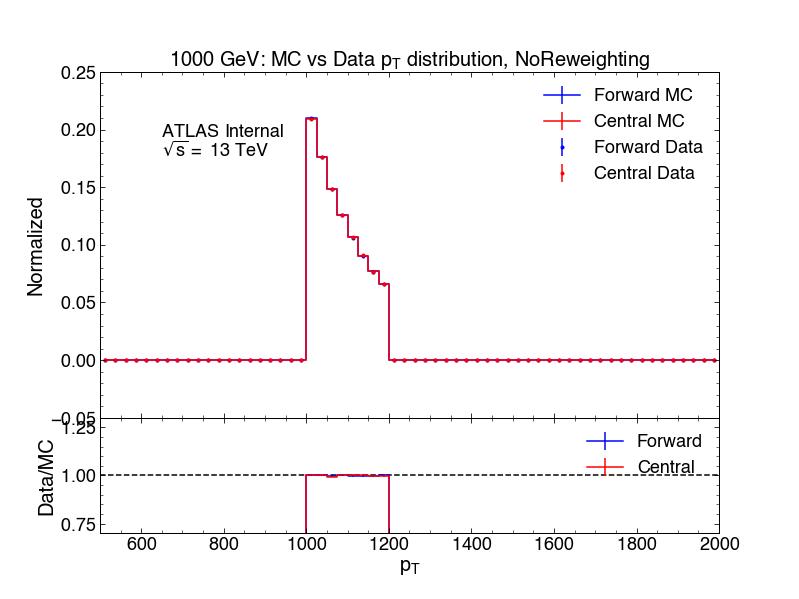 1000 GeV: MC vs Data pT distribution, NoReweighting
0.25
0.20
0.15
0.10
0.05
0.00
−0.05
Normalized
ATLAS Internal
√s = 13 TeV
Forward MC
Central MC
Forward Data
Central Data
1.25
1.00
0.75
Data/MC
Forward
Central
600 800 1000 1200 1400 1600 1800 2000
pT